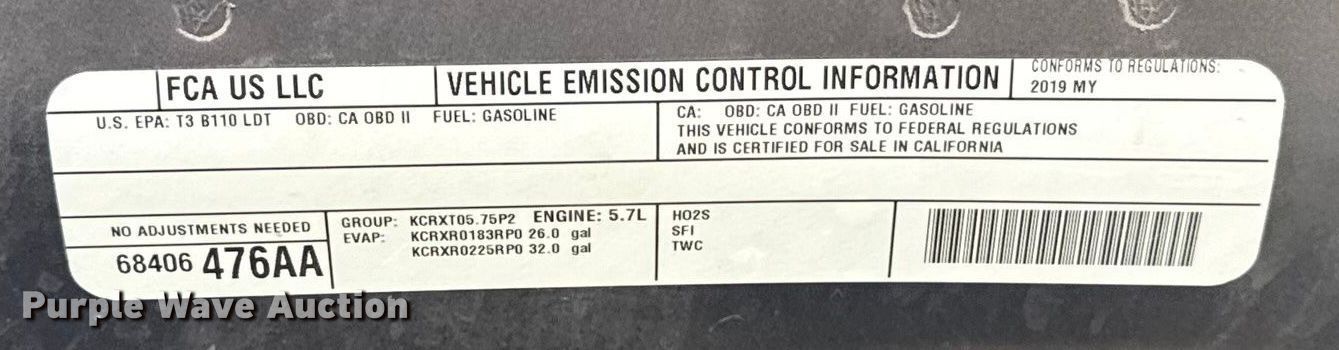 FCA US LLC
VEHICLE EMISSION CONTROL INFORMATION
CONFORMS TO REGULATIONS:
2019 MY
U.S. EPA: T3 B110 LDT OBD: CA OBD II FUEL: GASOLINE
CA: OBD: CA OBD II FUEL: GASOLINE
THIS VEHICLE CONFORMS TO FEDERAL REGULATIONS
AND IS CERTIFIED FOR SALE IN CALIFORNIA
NO ADJUSTMENTS NEEDED
68406 476AA
GROUP: KCRXT05.75P2 ENGINE: 5.7L
EVAP: KCRXR0183RP0 26.0 gal
KCRXR0225RP0 32.0 gal
HO2S
SFI
TWC
Purple Wave Auction